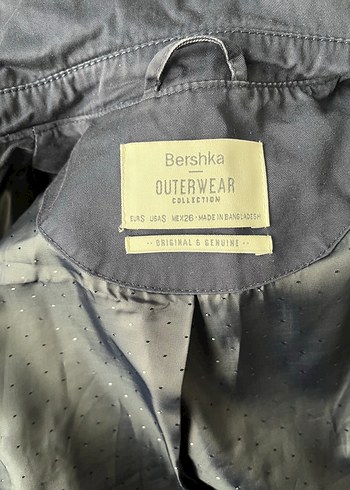 Bershka
OUTERWEAR
COLLECTION
EUR S USA S MEX 26 - MADE IN BANGLADESH
·· ORIGINAL & GENUINE ··